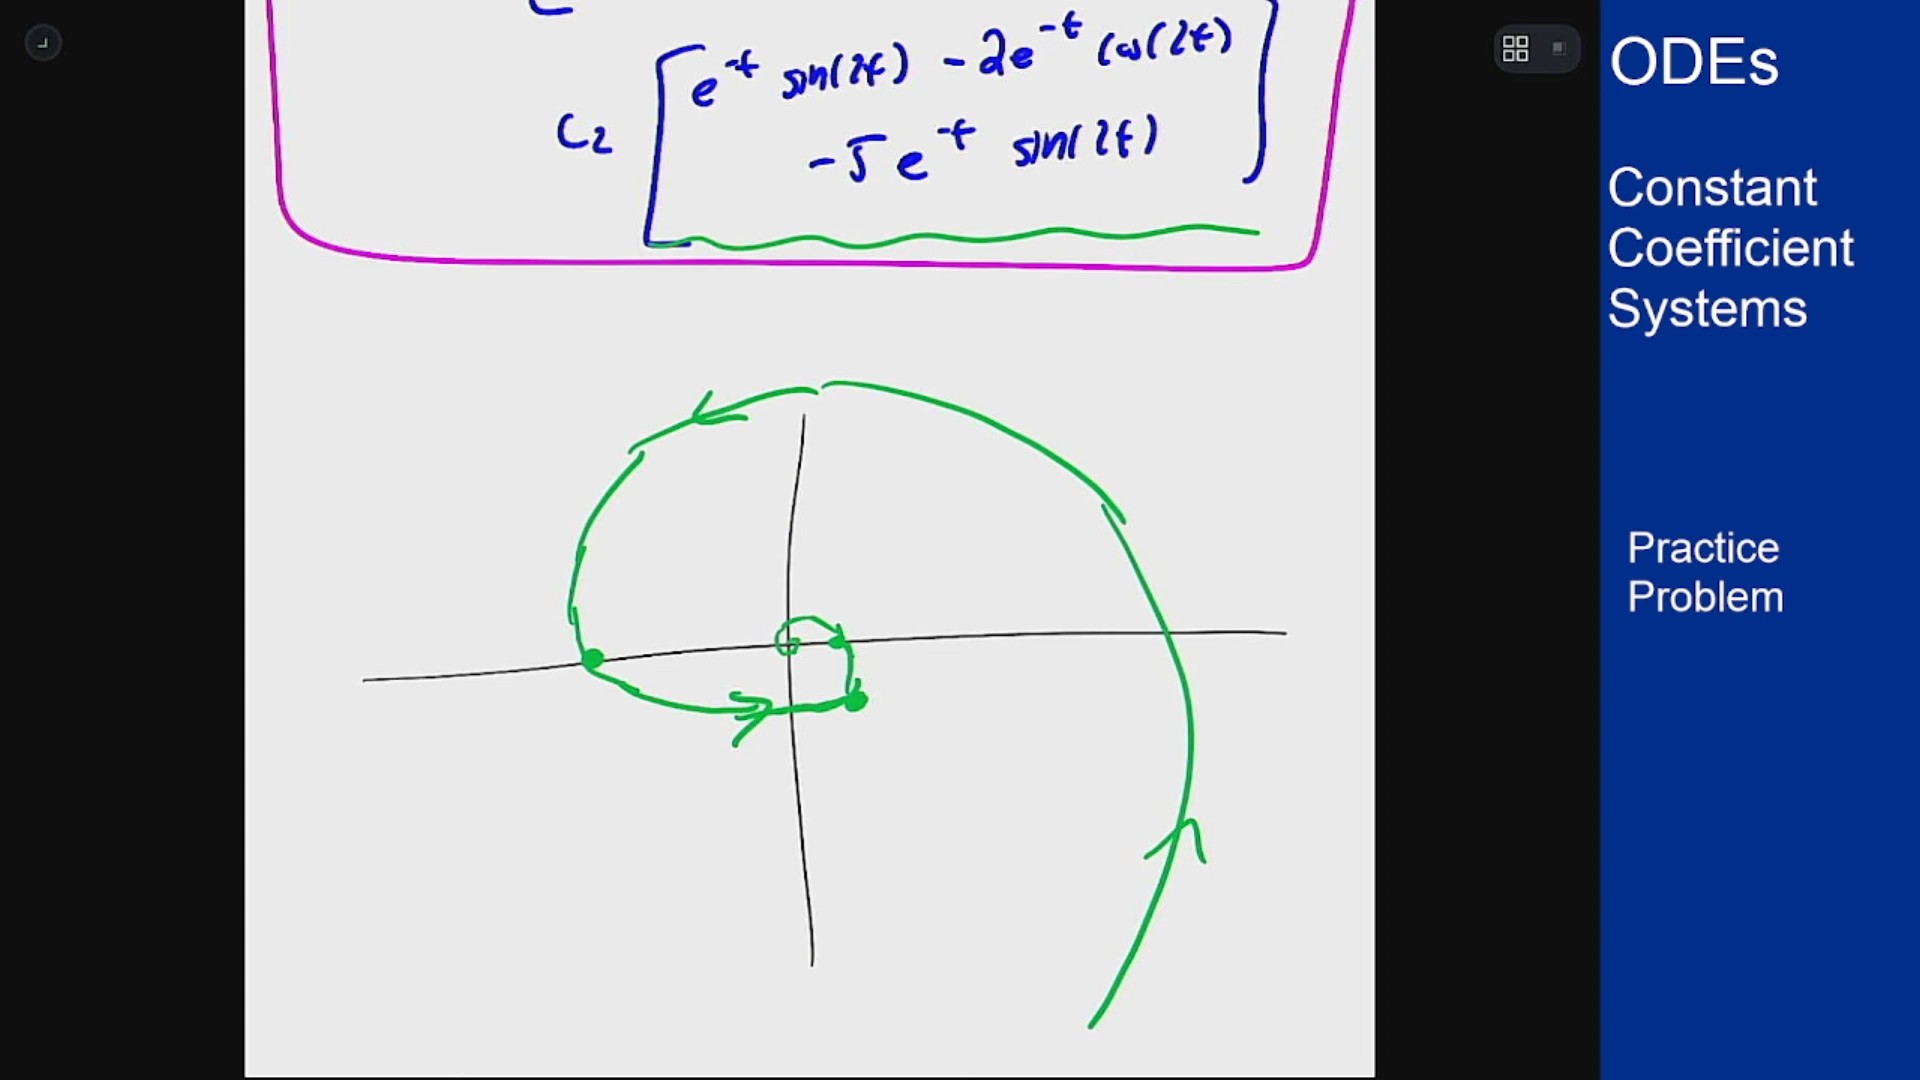 e^-t sin(2t) - 2e^-t cos(2t)
C2
-5e^-t sin(2t)
ODEs
Constant
Coefficient
Systems
Practice
Problem